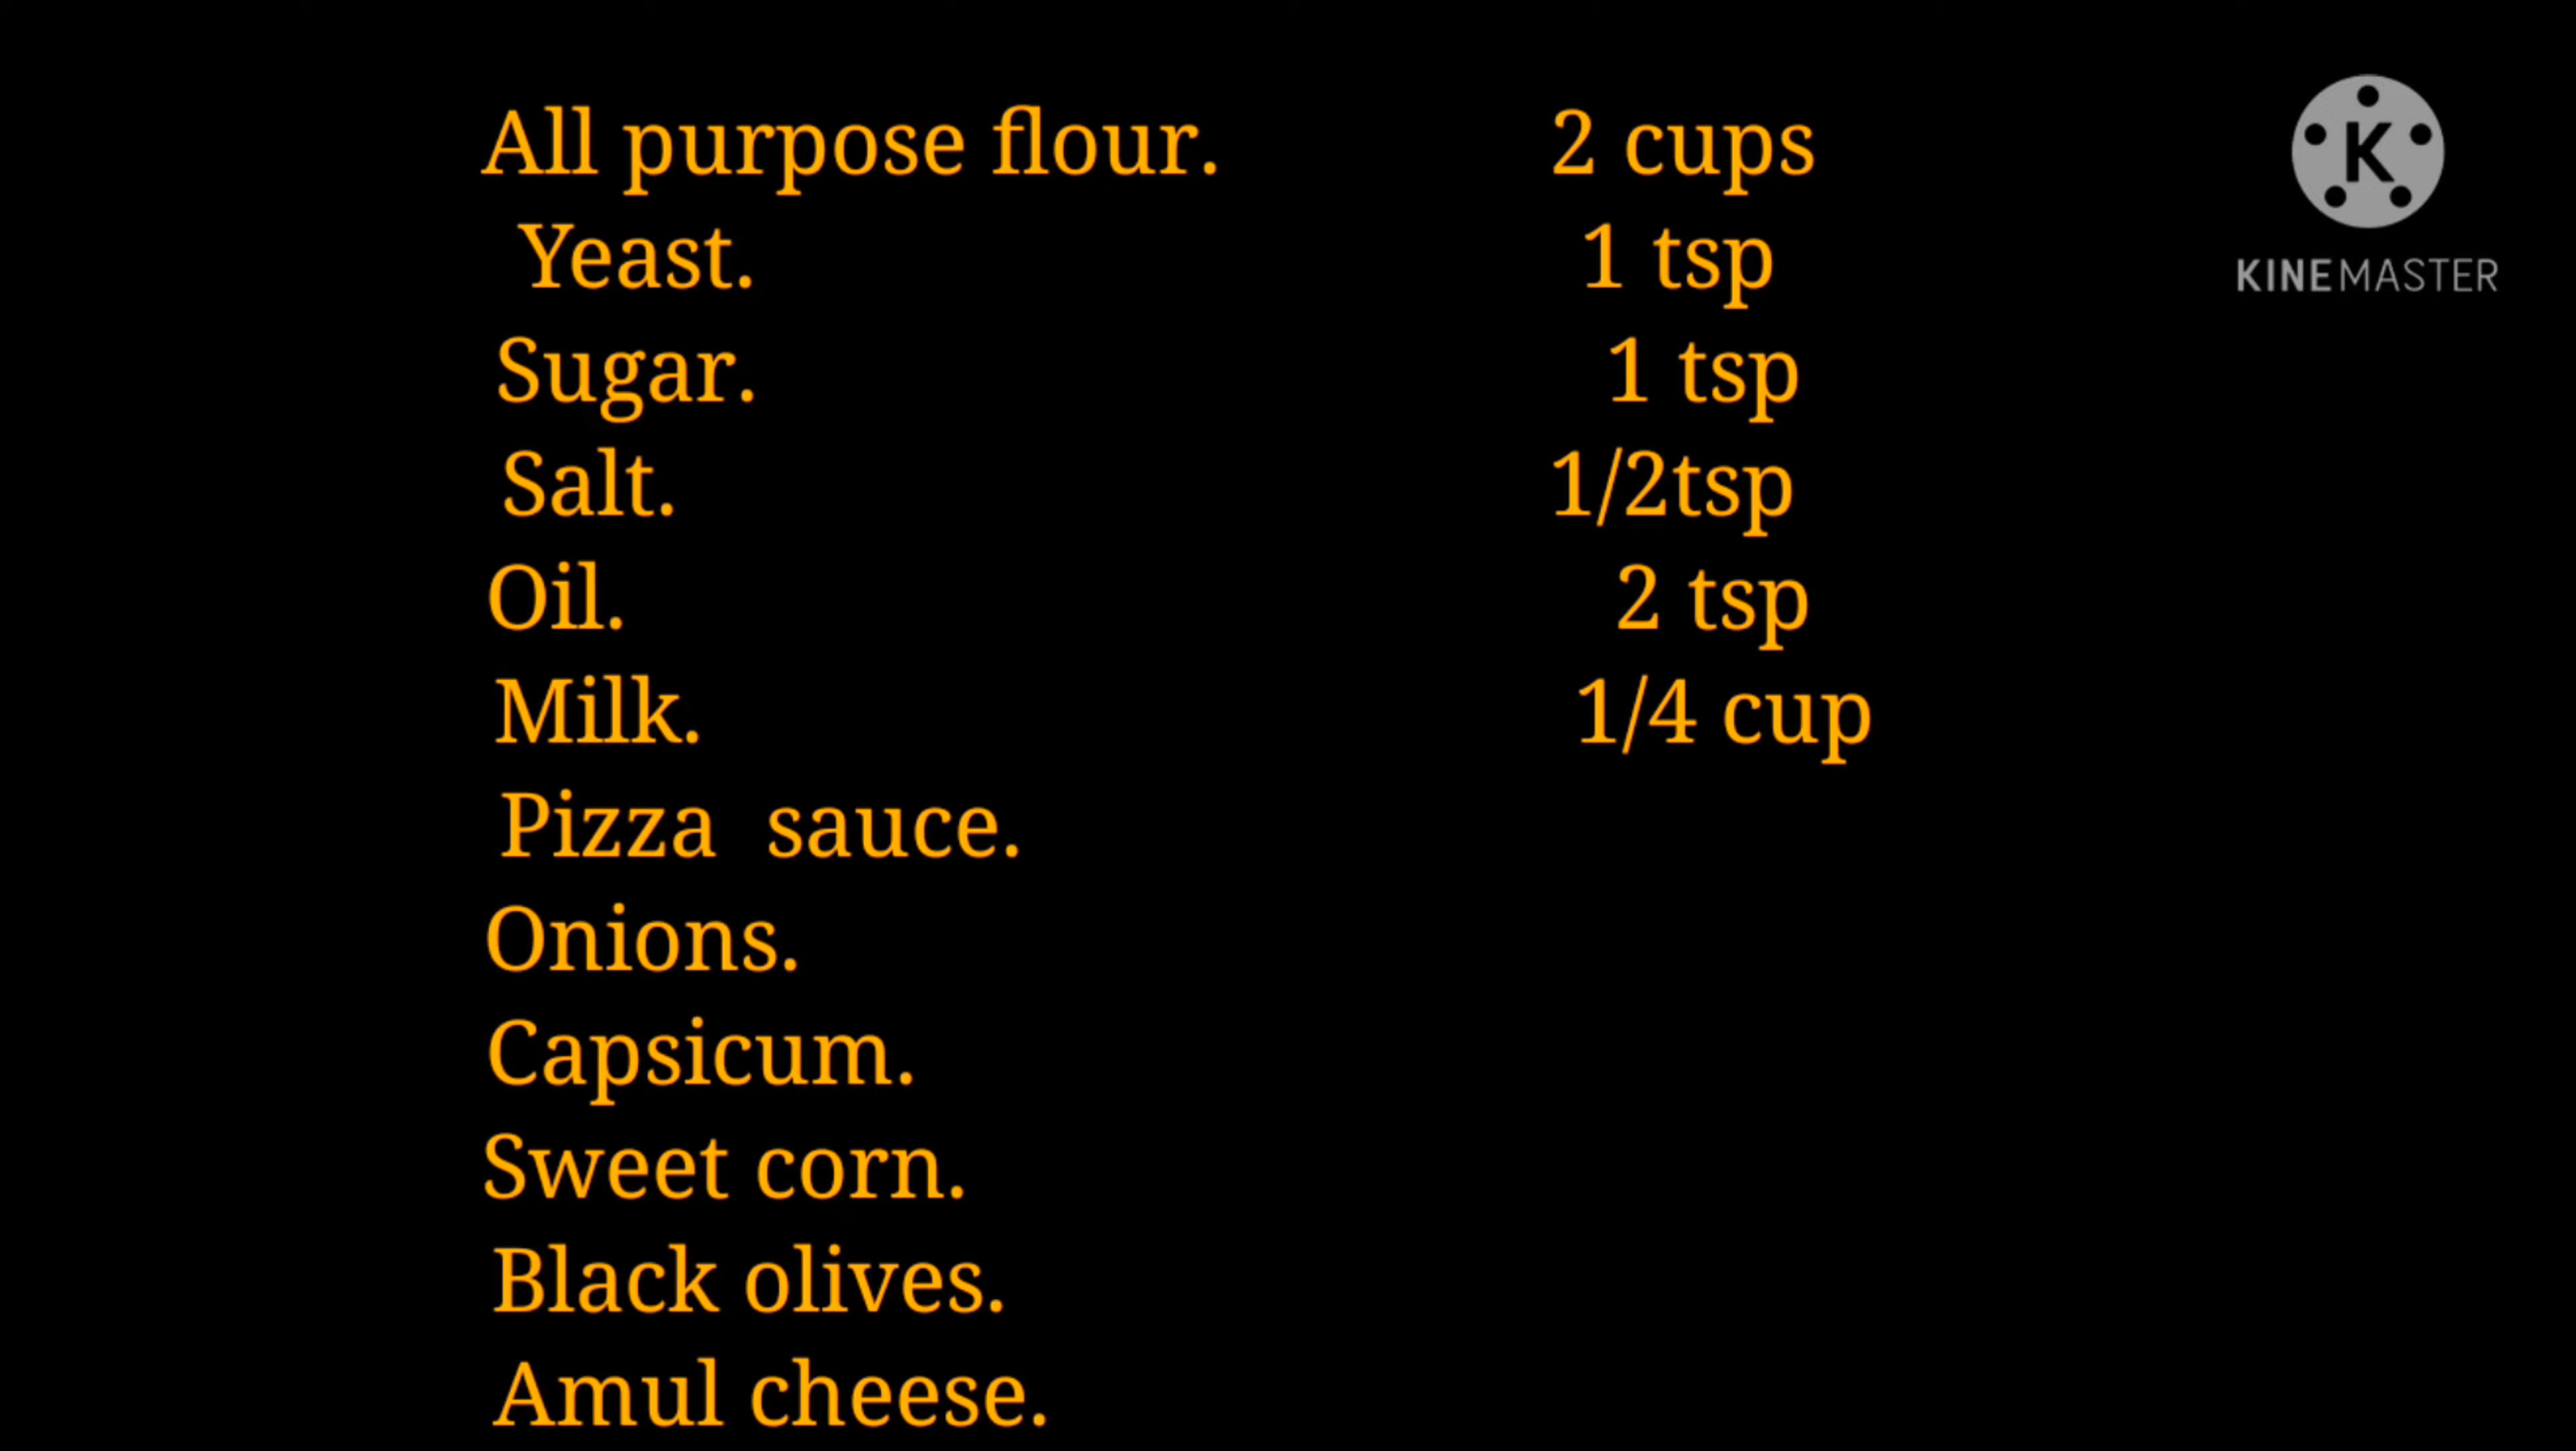 All purpose flour. 2 cups
Yeast. 1 tsp
Sugar. 1 tsp
Salt. 1/2tsp
Oil. 2 tsp
Milk. 1/4 cup
Pizza  sauce.
Onions.
Capsicum.
Sweet corn.
Black olives.
Amul cheese.
K
KINEMASTER